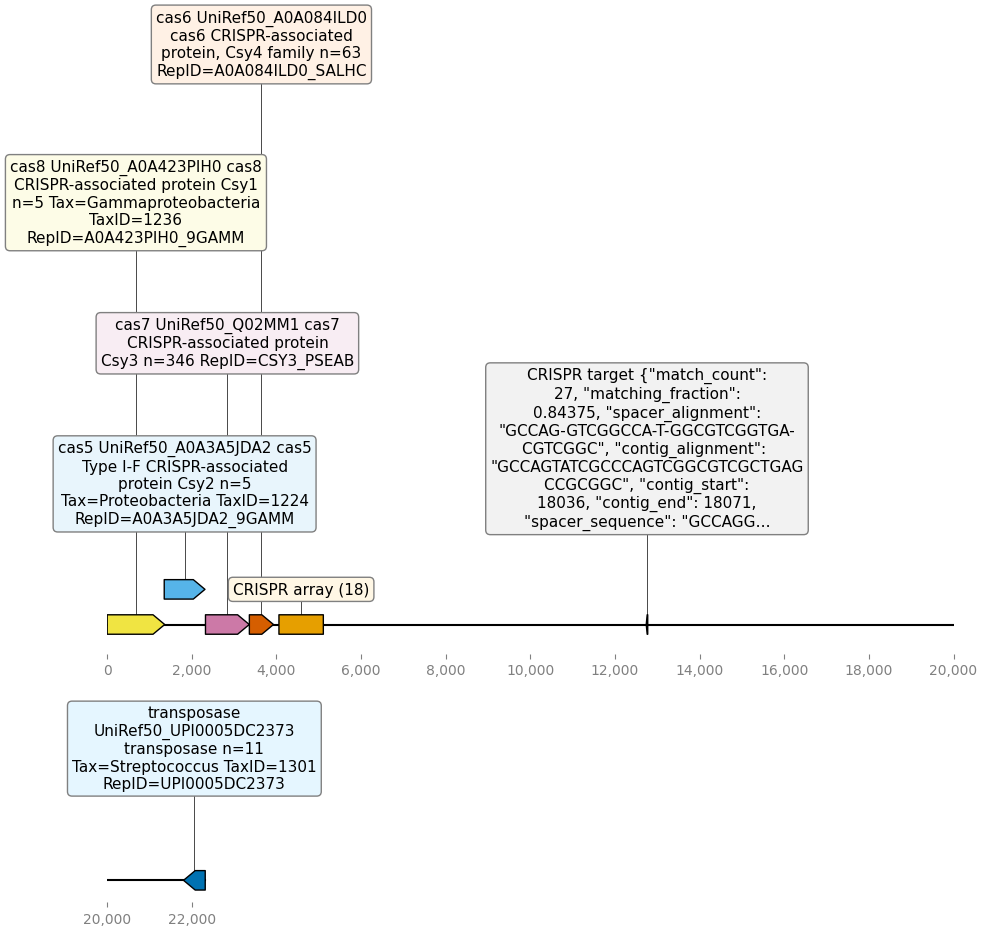 cas6 UniRef50_A0A084ILD0
cas6 CRISPR-associated
protein, Csy4 family n=63
RepID=A0A084ILD0_SALHC
cas8 UniRef50_A0A423PIH0 cas8
CRISPR-associated protein Csy1
n=5 Tax=Gammaproteobacteria
TaxID=1236
RepID=A0A423PIH0_9GAMM
cas7 UniRef50_Q02MM1 cas7
CRISPR-associated protein
Csy3 n=346 RepID=CSY3_PSEAB
CRISPR target {"match_count":
27, "matching_fraction":
0.84375, "spacer_alignment":
"GCCAG-GTCGGCCA-T-GGCGTCGGTGA-
CGTCGGC", "contig_alignment":
"GCCAGTATCGCCCAGTCGGCGTCGCTGAG
CCGCGGC", "contig_start":
18036, "contig_end": 18071,
"spacer_sequence": "GCCAGG...
cas5 UniRef50_A0A3A5JDA2 cas5
Type I-F CRISPR-associated
protein Csy2 n=5
Tax=Proteobacteria TaxID=1224
RepID=A0A3A5JDA2_9GAMM
CRISPR array (18)
0 2,000 4,000 6,000 8,000 10,000 12,000 14,000 16,000 18,000 20,000
transposase
UniRef50_UPI0005DC2373
transposase n=11
Tax=Streptococcus TaxID=1301
RepID=UPI0005DC2373
20,000 22,000